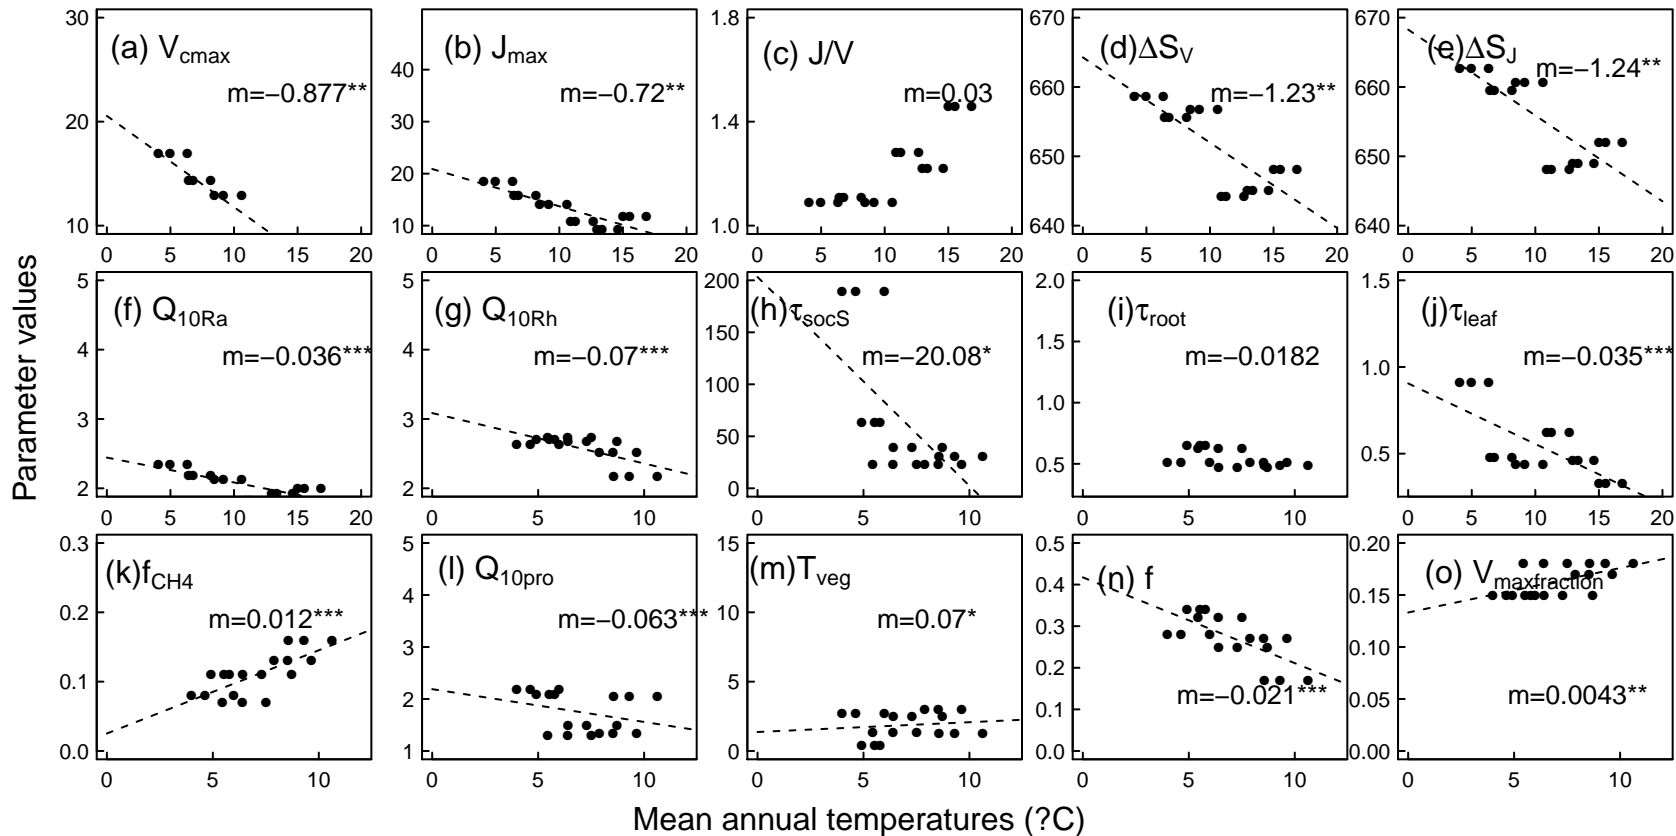 Parameter values
30
20
10
0 5 10 15 20
(a) Vcmax
m=−0.877**
40
30
20
10
0 5 10 15 20
(b) Jmax
m=−0.72**
1.8
1.4
1.0
0 5 10 15 20
(c) J/V
m=0.03
670
660
650
640
0 5 10 15 20
(d)ΔSV
m=−1.23**
670
660
650
640
0 5 10 15 20
(e)ΔSJ
m=−1.24**
5
4
3
2
0 5 10 15 20
(f) Q10Ra
m=−0.036***
5
4
3
2
0 5 10
(g) Q10Rh
m=−0.07***
200
150
100
50
0
0 5 10
(h)τsocS
m=−20.08*
2.0
1.5
1.0
0.5
0 5 10
(i)τroot
m=−0.0182
1.5
1.0
0.5
0 5 10 15 20
(j)τleaf
m=−0.035***
0.3
0.2
0.1
0.0
0 5 10
(k)fCH4
m=0.012***
5
4
3
2
1
0 5 10
(l) Q10pro
m=−0.063***
15
10
5
0
0 5 10
(m)Tveg
m=0.07*
0.5
0.4
0.3
0.2
0.1
0.0
0 5 10
(n) f
m=−0.021***
0.20
0.15
0.10
0.05
0.00
0 5 10
(o) Vmaxfraction
m=0.0043**
Mean annual temperatures (?C)